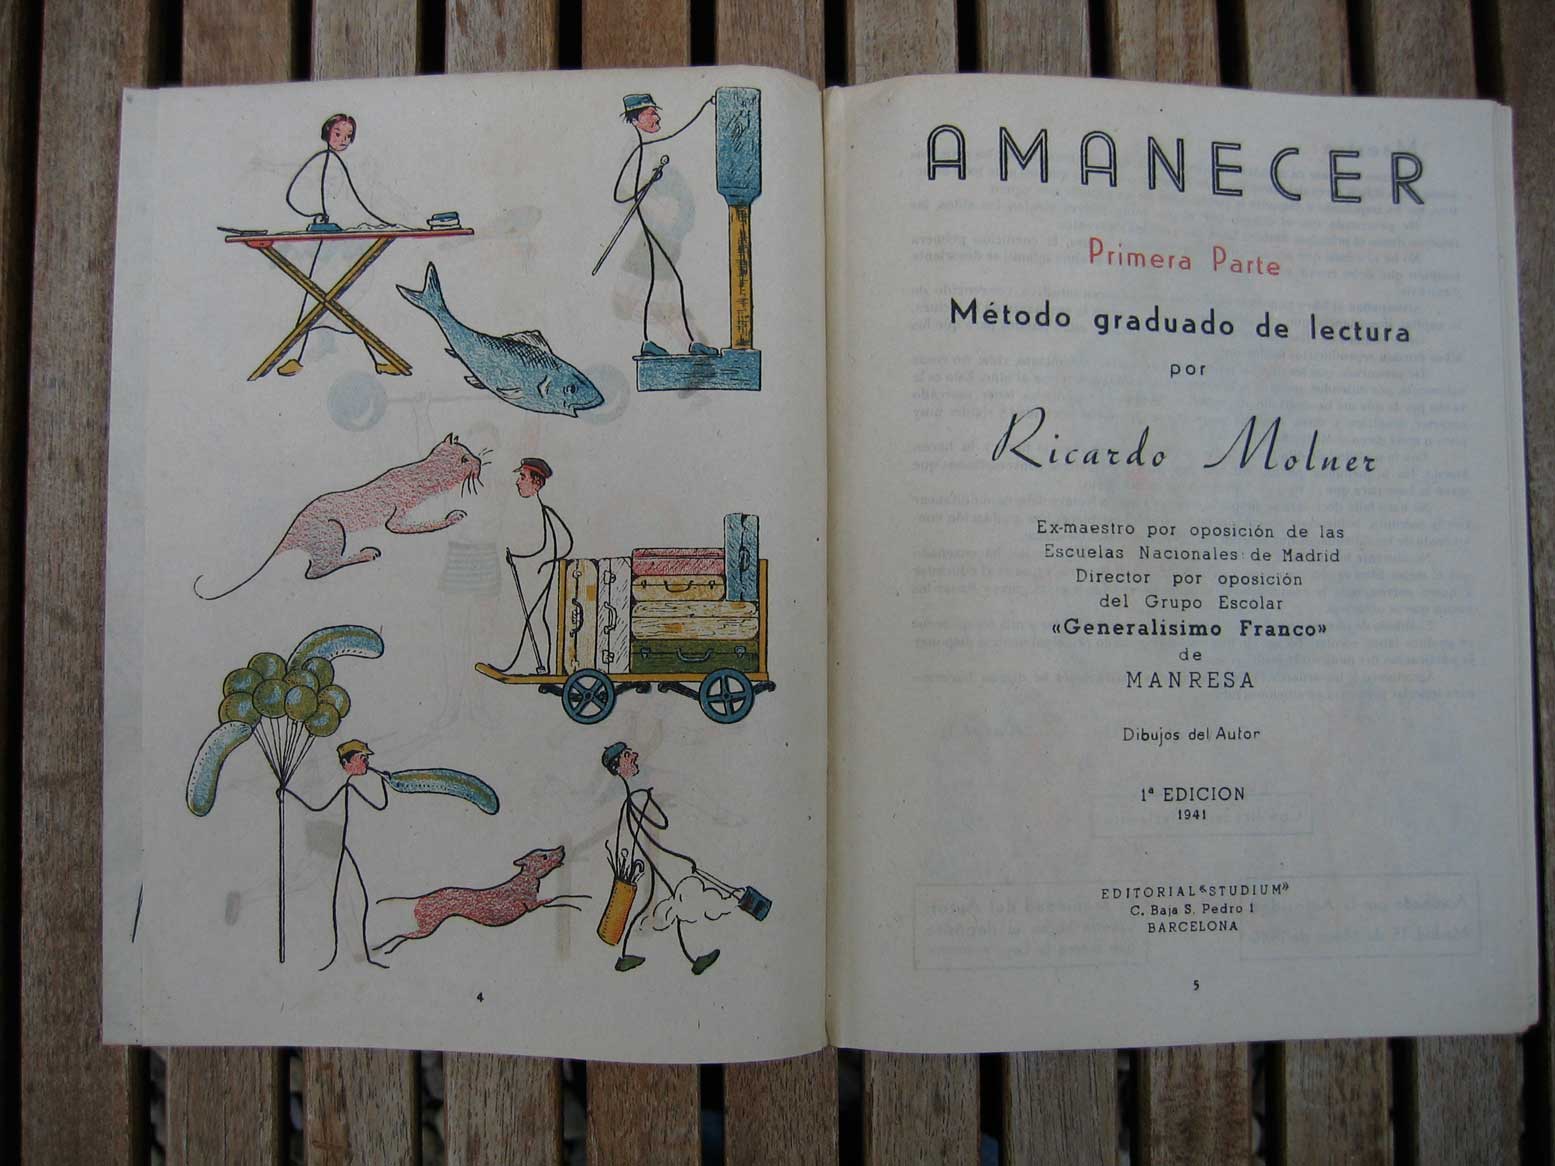 4
AMANECER
Primera Parte
Método graduado de lectura
por
Ricardo Molner
Ex-maestro por oposición de las
Escuelas Nacionales de Madrid
Director por oposición
del Grupo Escolar
«Generalisimo Franco»
de
MANRESA
Dibujos del Autor
1ª EDICION
1941
EDITORIAL «STUDIUM»
C. Baja S. Pedro 1
BARCELONA
5